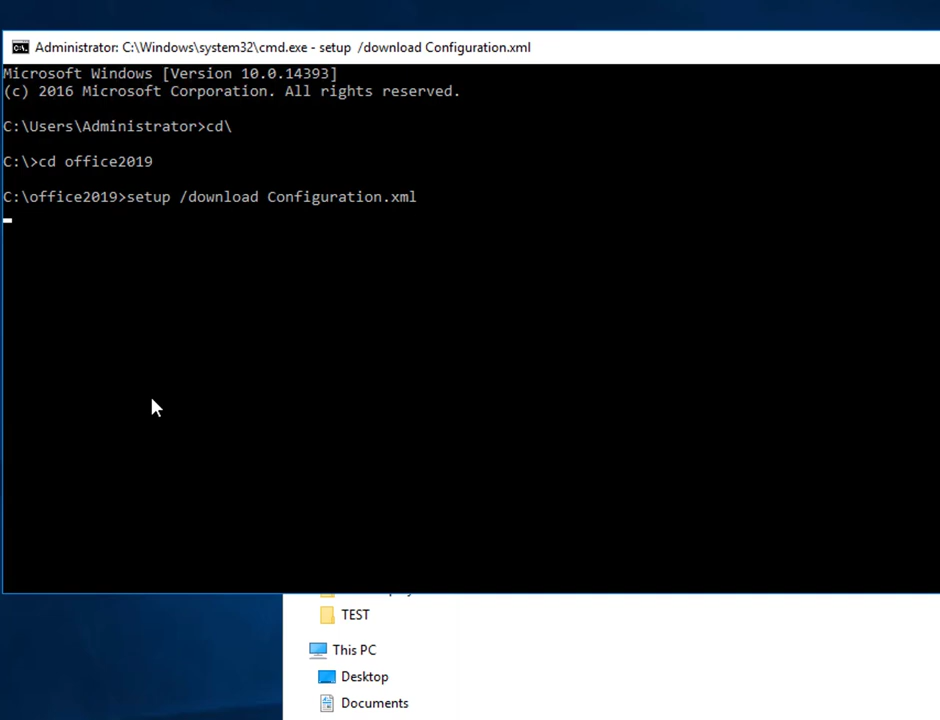 Administrator: C:\Windows\system32\cmd.exe - setup /download Configuration.xml
Microsoft Windows [Version 10.0.14393]
(c) 2016 Microsoft Corporation. All rights reserved.
C:\Users\Administrator>cd\
C:\>cd office2019
C:\office2019>setup /download Configuration.xml
TEST
This PC
Desktop
Documents